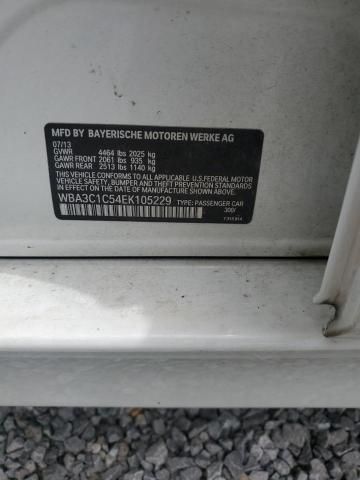 MFD BY BAYERISCHE MOTOREN WERKE AG
07/13
GVWR 4464 lbs 2025 kg
GAWR FRONT 2061 lbs 935 kg
GAWR REAR 2513 lbs 1140 kg
THIS VEHICLE CONFORMS TO ALL APPLICABLE U.S. FEDERAL MOTOR
VEHICLE SAFETY, BUMPER AND THEFT PREVENTION STANDARDS IN
EFFECT ON THE DATE OF MANUFACTURE SHOWN ABOVE.
WBA3C1C54EK105229 TYPE: PASSENGER CAR
300/